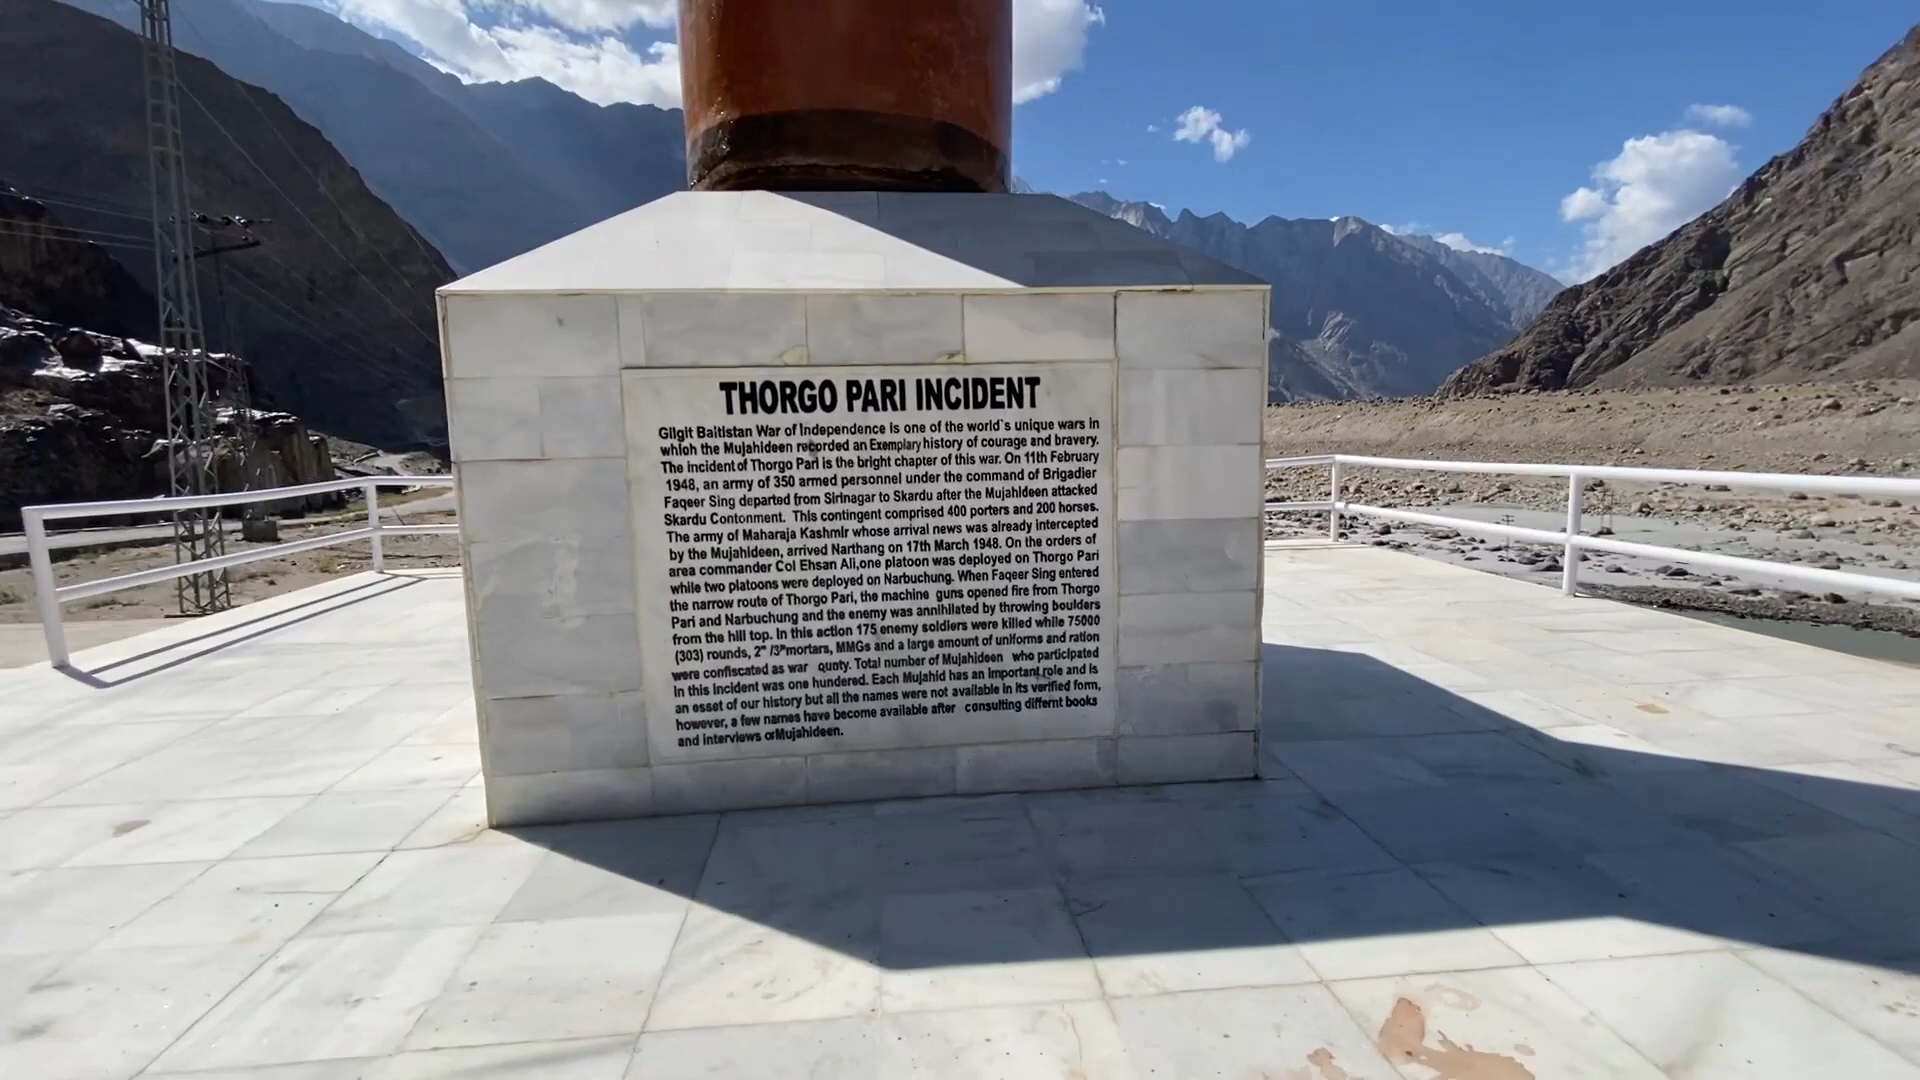 THORGO PARI INCIDENT
Gilgit Baitistan War of Independence is one of the world`s unique wars in
which the Mujahideen recorded an Exemplary history of courage and bravery.
The incident of Thorgo Pari is the bright chapter of this war. On 11th February
1948, an army of 350 armed personnel under the command of Brigadier
Faqeer Sing departed from Sirinagar to Skardu after the Mujahideen attacked
Skardu Contonment. This contingent comprised 400 porters and 200 horses.
The army of Maharaja Kashmir whose arrival news was already intercepted
by the Mujahideen, arrived Narthang on 17th March 1948. On the orders of
area commander Col Ehsan Ali,one platoon was deployed on Thorgo Pari
while two platoons were deployed on Narbuchung. When Faqeer Sing entered
the narrow route of Thorgo Pari, the machine guns opened fire from Thorgo
Pari and Narbuchung and the enemy was annihilated by throwing boulders
from the hill top. In this action 175 enemy soldiers were killed while 75000
(303) rounds, 2" /3"mortars, MMGs and a large amount of uniforms and ration
were confiscated as war quoty. Total number of Mujahideen who participated
in this incident was one hundered. Each Mujahid has an important role and is
an esset of our history but all the names were not available in its verified form,
however, a few names have become available after consulting differnt books
and interviews of Mujahideen.